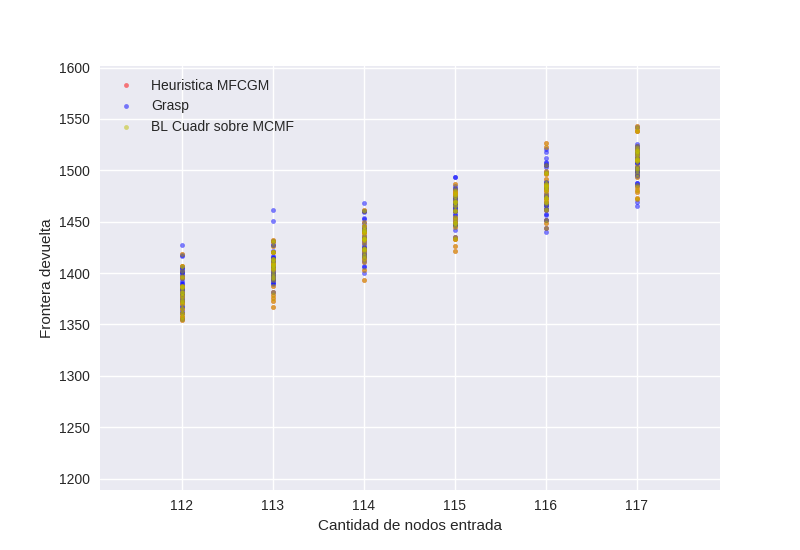 1600
1550
1500
1450
1400
1350
1300
1250
1200
Heuristica MFCGM
Grasp
BL Cuadr sobre MCMF
Frontera devuelta
112 113 114 115 116 117
Cantidad de nodos entrada